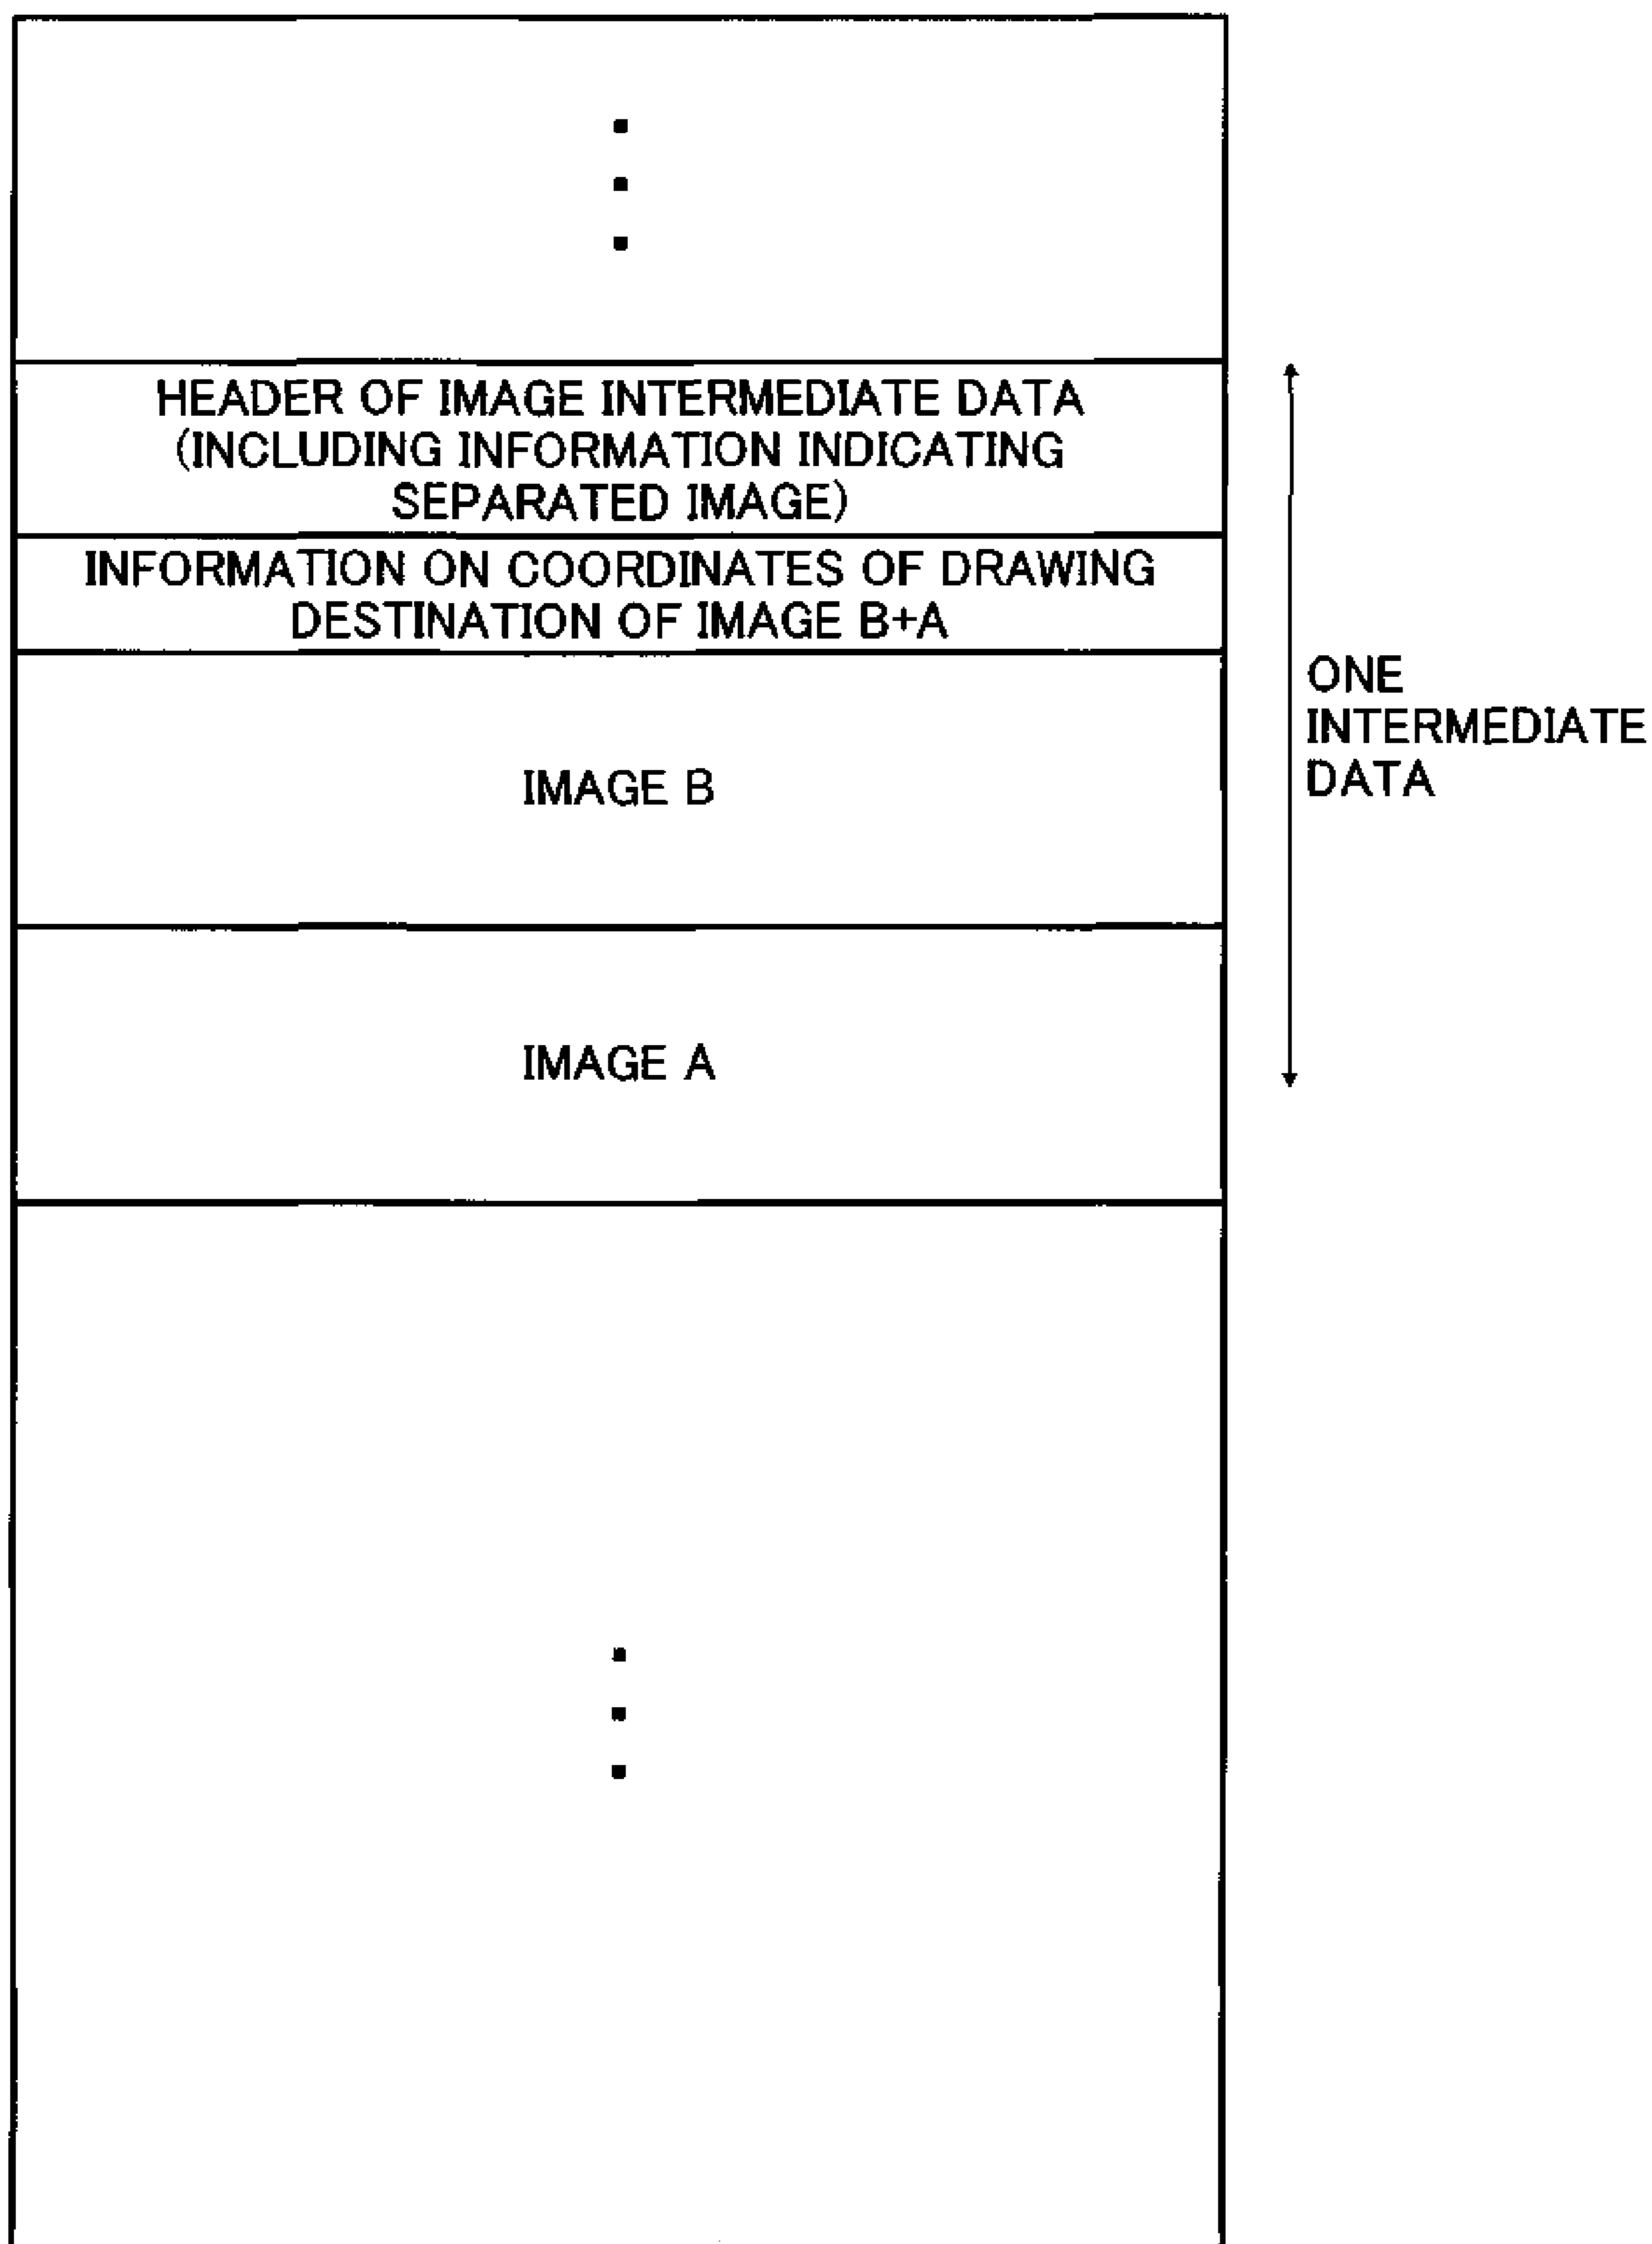 HEADER OF IMAGE INTERMEDIATE DATA
(INCLUDING INFORMATION INDICATING
SEPARATED IMAGE)
INFORMATION ON COORDINATES OF DRAWING
DESTINATION OF IMAGE B+A
IMAGE B
IMAGE A
ONE
INTERMEDIATE
DATA